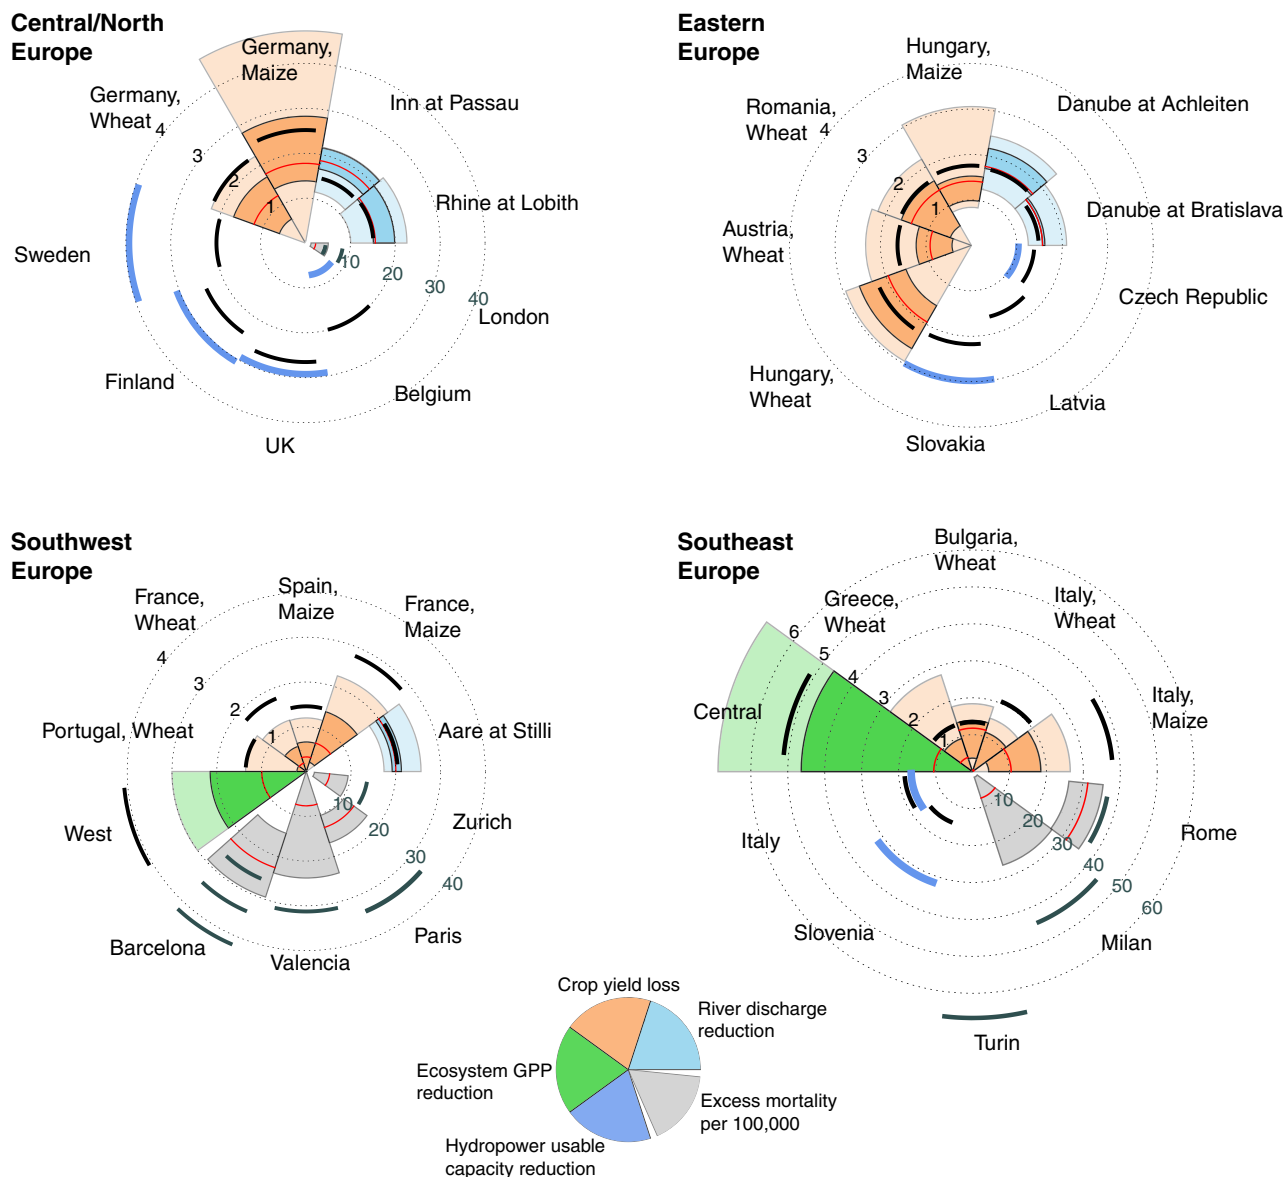 Central/North
Europe
Germany,
Maize
Germany,
Wheat
Inn at Passau
Rhine at Lobith
Sweden
London
Finland
Belgium
UK
4
3
2
1
10
20
30
40
Eastern
Europe
Hungary,
Maize
Romania,
Wheat
Danube at Achleiten
Danube at Bratislava
Austria,
Wheat
Czech Republic
Hungary,
Wheat
Latvia
Slovakia
4
3
2
1
Southwest
Europe
France,
Wheat
Spain,
Maize
France,
Maize
Portugal, Wheat
Aare at Stilli
West
Zurich
Barcelona
Paris
Valencia
4
3
2
1
10
20
30
40
Southeast
Europe
Bulgaria,
Wheat
Greece,
Wheat
Italy,
Wheat
Central
Italy,
Maize
Italy
Rome
Slovenia
Milan
Turin
6
5
4
3
2
1
10
20
30
40
50
60
Crop yield loss
River discharge
reduction
Ecosystem GPP
reduction
Excess mortality
per 100,000
Hydropower usable
capacity reduction